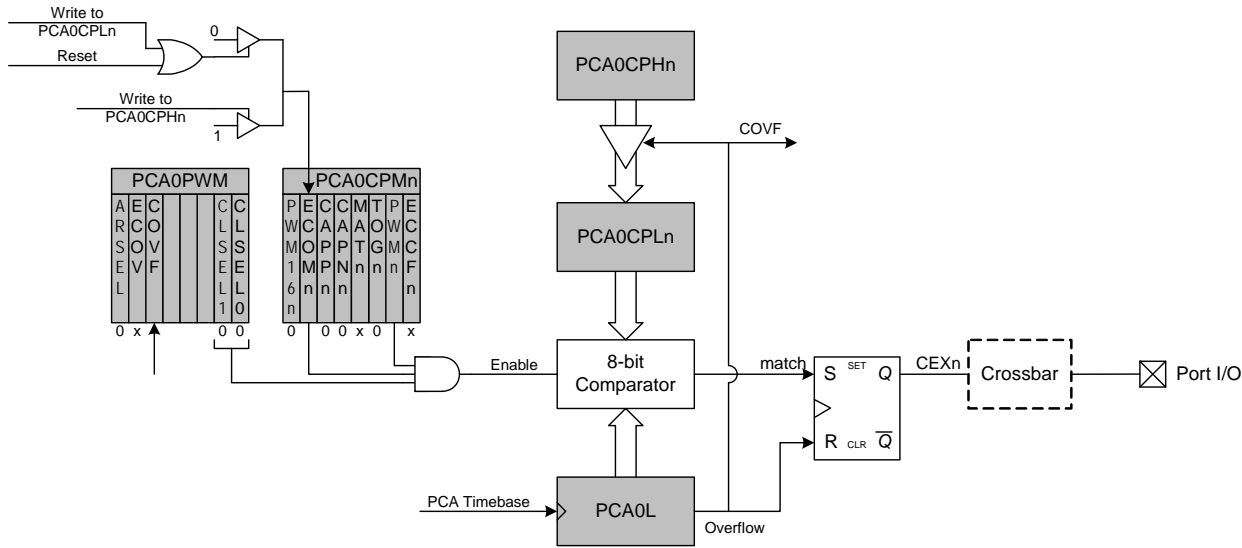 Write to
PCA0CPLn
Reset
0
Write to
PCA0CPHn
1
PCA0CPHn
COVF
PCA0PWM
ARSEL
ECOV
COVF
CLSEL1
CLSEL0
0 x 0 0
PCA0CPMn
PWM16n
ECOMn
CAPPn
CAPNn
MATn
TOGn
PWMn
ECCFn
0 0 0 x 0 x
PCA0CPLn
Enable
8-bit
Comparator
match
S SET Q
R CLR Q
CEXn
Crossbar
Port I/O
PCA Timebase
PCA0L
Overflow